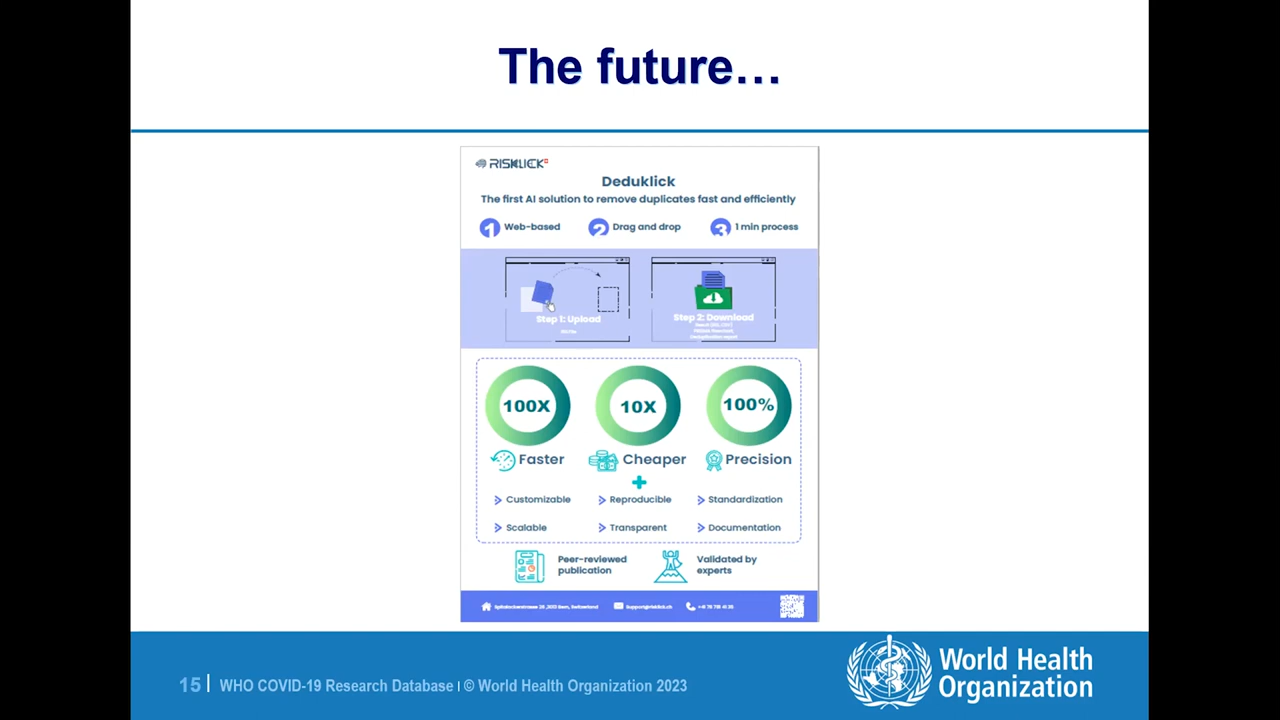 The future…
RISKLICK
Deduklick
The first AI solution to remove duplicates fast and efficiently
1 Web-based
2 Drag and drop
3 1 min process
Step 1: Upload
Step 2: Download
100X
10X
100%
Faster
Cheaper
Precision
Customizable
Reproducible
Standardization
Scalable
Transparent
Documentation
Peer-reviewed
publication
Validated by
experts
Support@risklick.ch
15 | WHO COVID-19 Research Database | © World Health Organization 2023
World Health
Organization